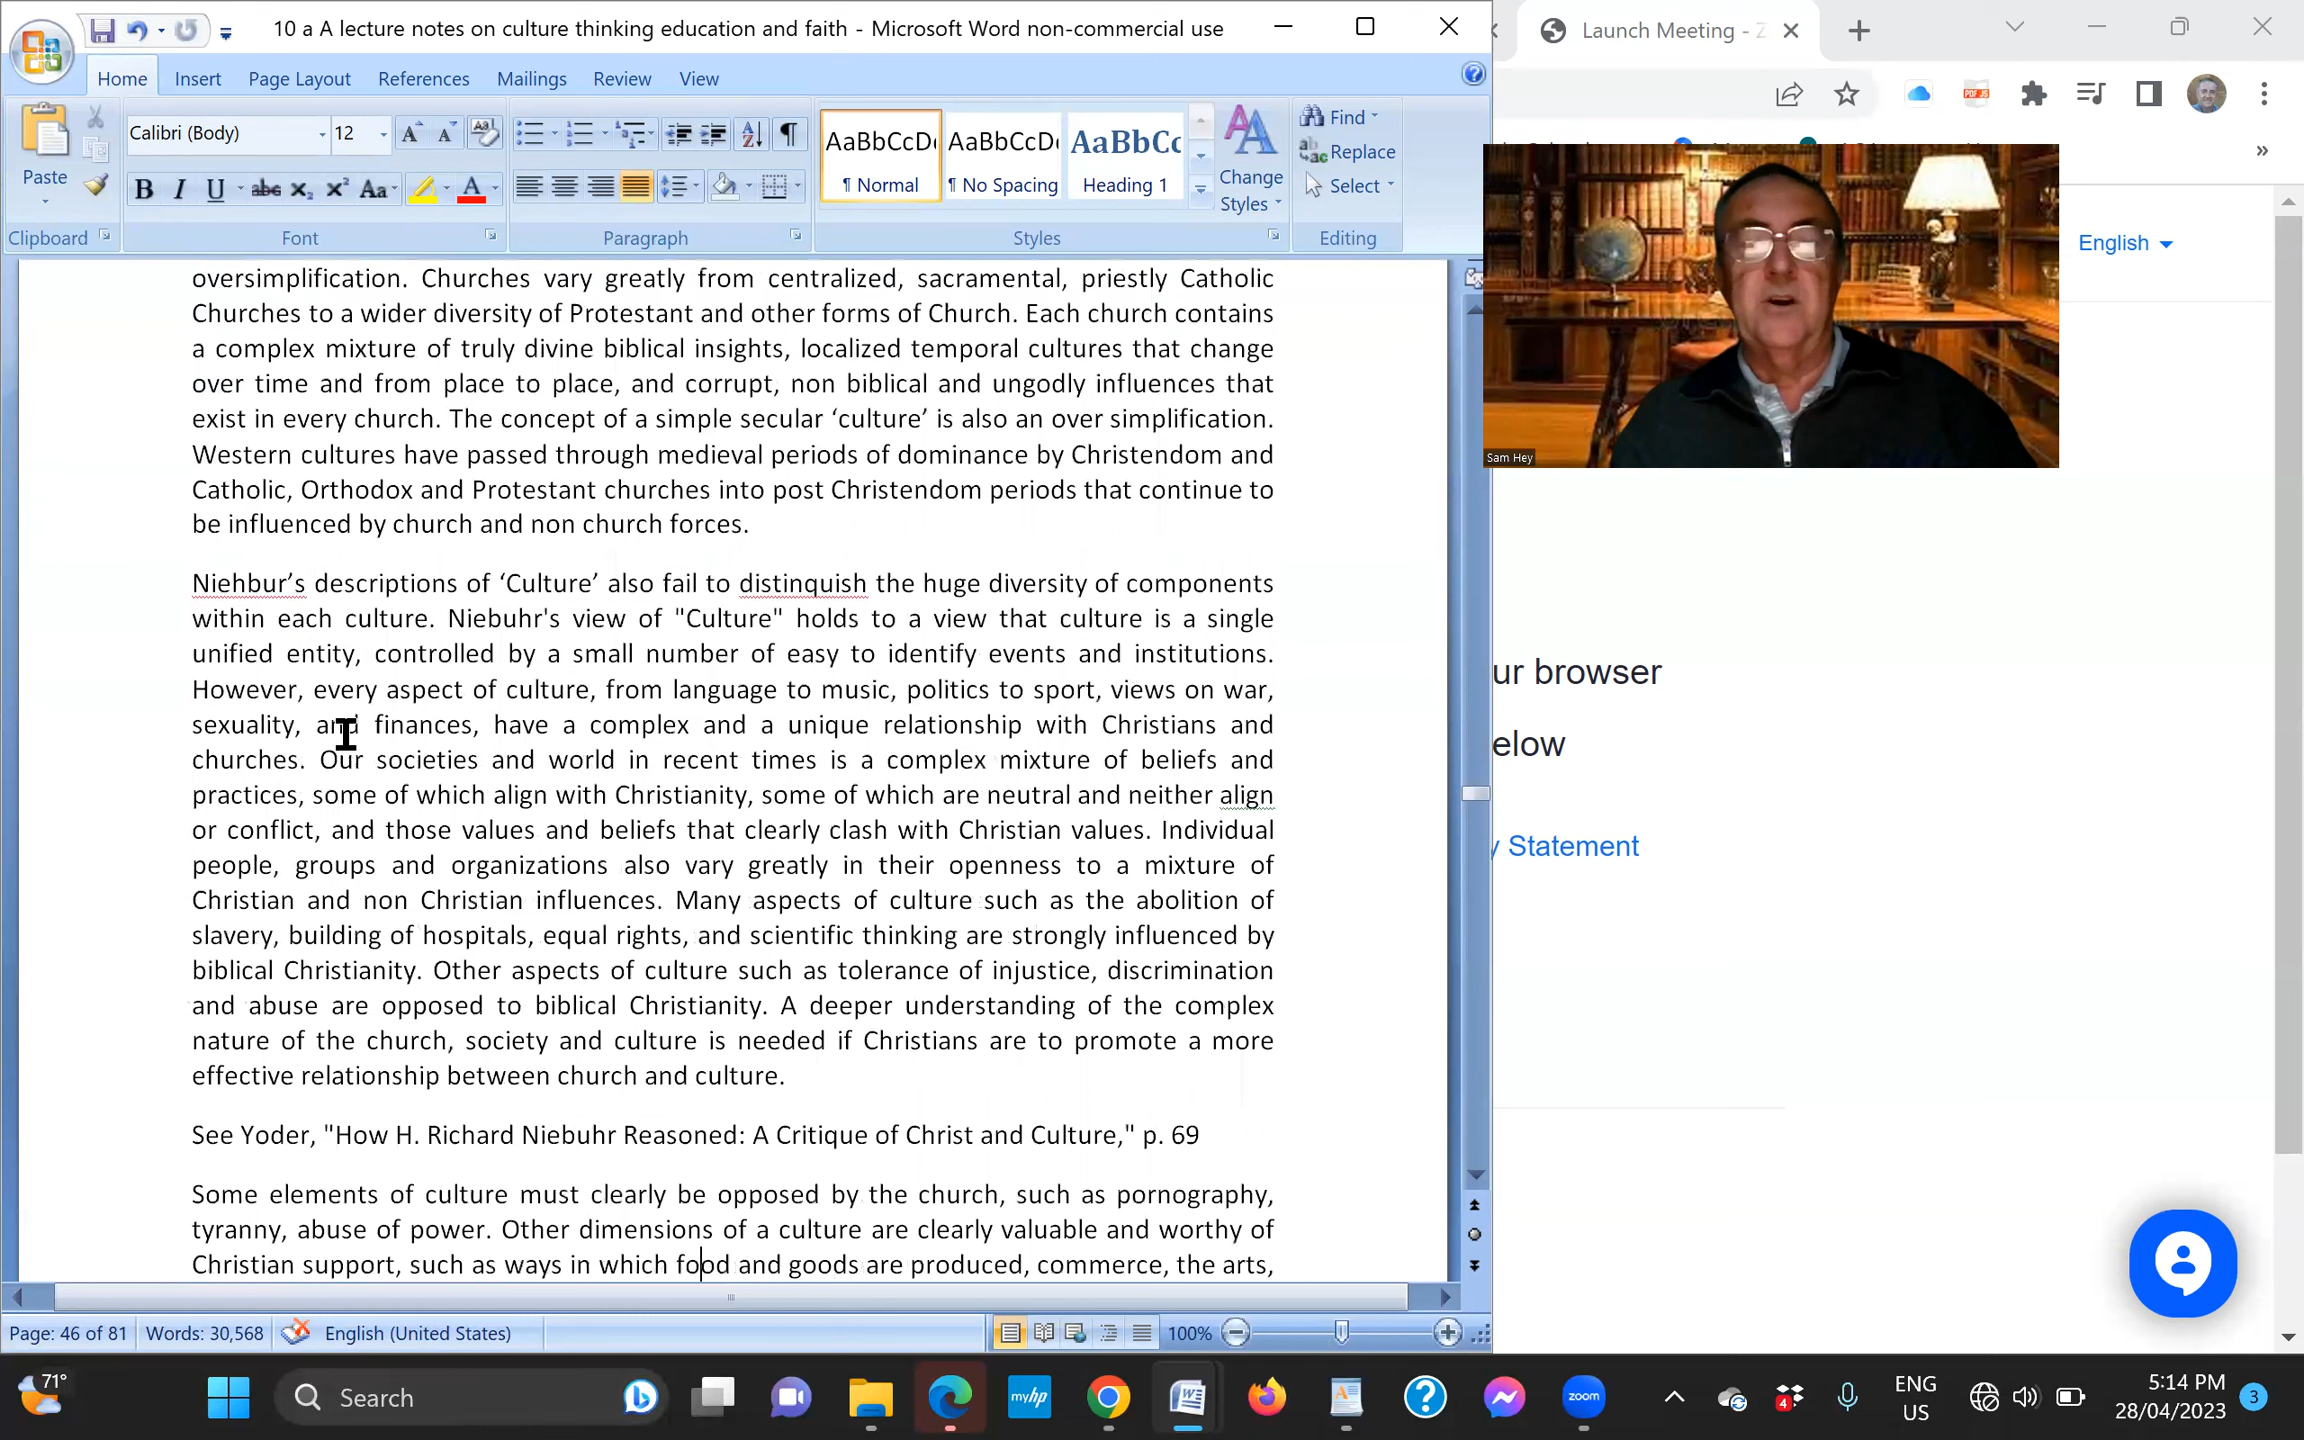 10 a A lecture notes on culture thinking education and faith - Microsoft Word non-commercial use
Home Insert Page Layout References Mailings Review View
Paste
Calibri (Body) 12
AaBbCcDc AaBbCcDc AaBbCc
¶ Normal ¶ No Spacing Heading 1
Change Styles
Find
Replace
Select
Clipboard Font Paragraph Styles Editing
Launch Meeting - Z
English
Sam Hey
oversimplification. Churches vary greatly from centralized, sacramental, priestly Catholic
Churches to a wider diversity of Protestant and other forms of Church. Each church contains
a complex mixture of truly divine biblical insights, localized temporal cultures that change
over time and from place to place, and corrupt, non biblical and ungodly influences that
exist in every church. The concept of a simple secular ‘culture’ is also an over simplification.
Western cultures have passed through medieval periods of dominance by Christendom and
Catholic, Orthodox and Protestant churches into post Christendom periods that continue to
be influenced by church and non church forces.
Niehbur’s descriptions of ‘Culture’ also fail to distinquish the huge diversity of components
within each culture. Niebuhr's view of "Culture" holds to a view that culture is a single
unified entity, controlled by a small number of easy to identify events and institutions.
However, every aspect of culture, from language to music, politics to sport, views on war,
sexuality, and finances, have a complex and a unique relationship with Christians and
churches. Our societies and world in recent times is a complex mixture of beliefs and
practices, some of which align with Christianity, some of which are neutral and neither align
or conflict, and those values and beliefs that clearly clash with Christian values. Individual
people, groups and organizations also vary greatly in their openness to a mixture of
Christian and non Christian influences. Many aspects of culture such as the abolition of
slavery, building of hospitals, equal rights, and scientific thinking are strongly influenced by
biblical Christianity. Other aspects of culture such as tolerance of injustice, discrimination
and abuse are opposed to biblical Christianity. A deeper understanding of the complex
nature of the church, society and culture is needed if Christians are to promote a more
effective relationship between church and culture.
See Yoder, "How H. Richard Niebuhr Reasoned: A Critique of Christ and Culture," p. 69
Some elements of culture must clearly be opposed by the church, such as pornography,
tyranny, abuse of power. Other dimensions of a culture are clearly valuable and worthy of
Christian support, such as ways in which food and goods are produced, commerce, the arts,
ur browser
elow
y Statement
Page: 46 of 81 Words: 30,568 English (United States) 100%
71° Search myhp zoom 4 ENG US 5:14 PM 28/04/2023 3